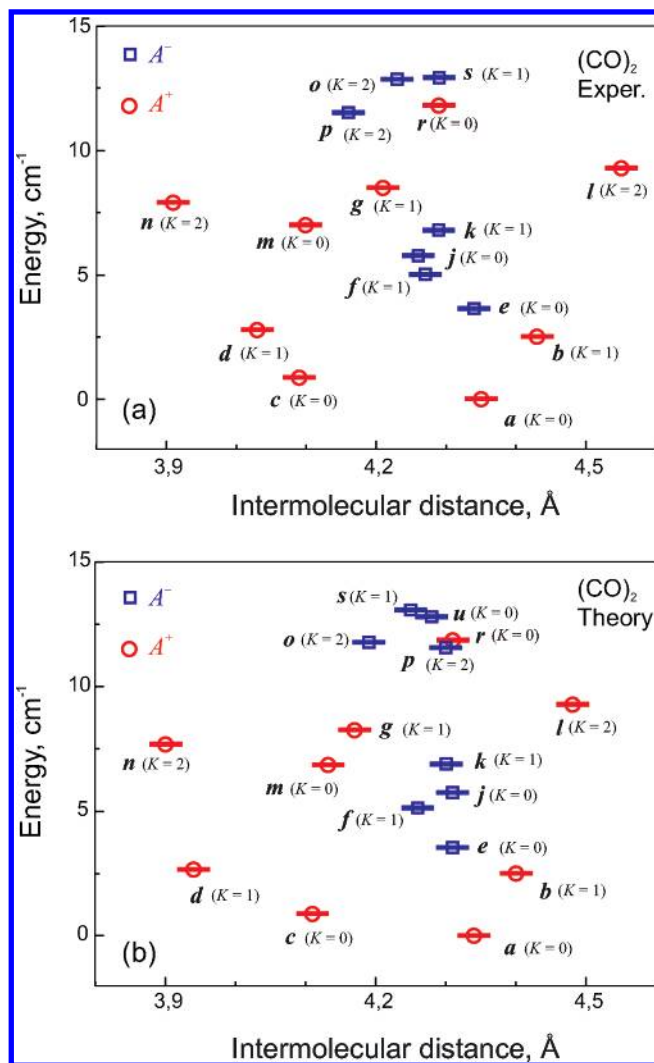 15
10
5
0
Energy, cm⁻¹
A⁻
A⁺
(CO)₂
Exper.
o (K = 2)
s (K = 1)
p (K = 2)
r (K = 0)
l (K = 2)
g (K = 1)
n (K = 2)
m (K = 0)
k (K = 1)
j (K = 0)
f (K = 1)
e (K = 0)
d (K = 1)
b (K = 1)
c (K = 0)
a (K = 0)
(a)
3,9
4,2
4,5
Intermolecular distance, Å
15
10
5
0
Energy, cm⁻¹
A⁻
A⁺
(CO)₂
Theory
s (K = 1)
u (K = 0)
o (K = 2)
r (K = 0)
p (K = 2)
l (K = 2)
g (K = 1)
n (K = 2)
m (K = 0)
k (K = 1)
j (K = 0)
f (K = 1)
e (K = 0)
d (K = 1)
b (K = 1)
c (K = 0)
a (K = 0)
(b)
3,9
4,2
4,5
Intermolecular distance, Å